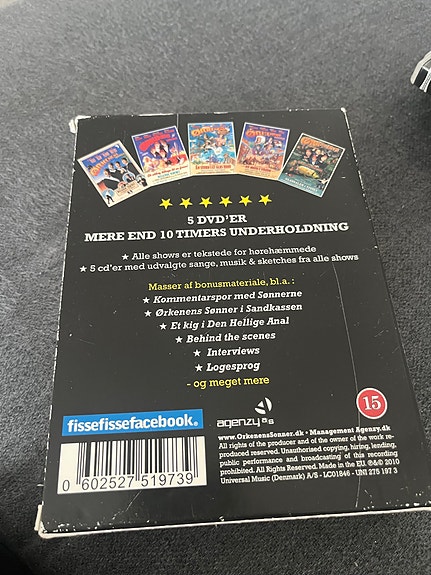 5 DVD'ER
MERE END 10 TIMERS UNDERHOLDNING
★ Alle shows er tekstede for hørehæmmede
★ 5 cd'er med udvalgte sange, musik & sketches fra alle shows
Masser af bonusmateriale, bl.a. :
★ Kommentarspor med Sønnerne
★ Ørkenens Sønner i Sandkassen
★ Et kig i Den Hellige Anal
★ Behind the scenes
★ Interviews
★ Logesprog
- og meget mere
fissefissefacebook.
agenzy a/s
15
www.OrkenensSonner.dk • Management Agenzy.dk
All rights of the producer and of the owner of the work re-
produced reserved. Unauthorised copying, hiring, lending,
public performance and broadcasting of this recording
prohibited. All Rights Reserved. Made in the EU. ℗&© 2010
Universal Music (Denmark) A/S - LC01846 - UNI 275 197 3
0 602527 519739